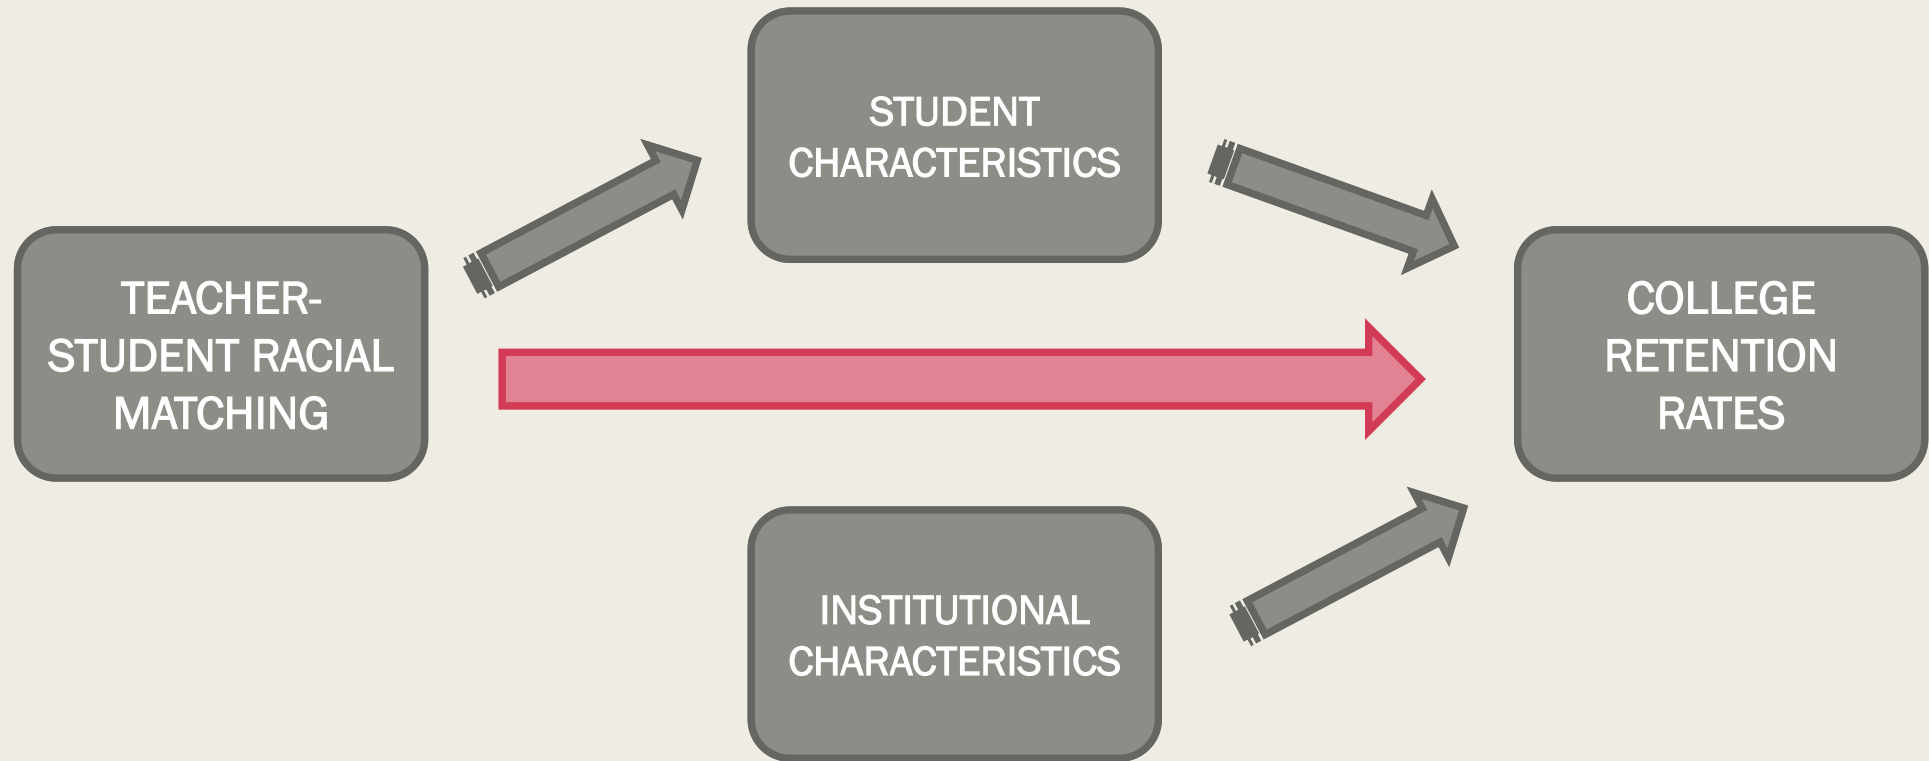 STUDENT
CHARACTERISTICS
TEACHER-
STUDENT RACIAL
MATCHING
COLLEGE
RETENTION
RATES
INSTITUTIONAL
CHARACTERISTICS